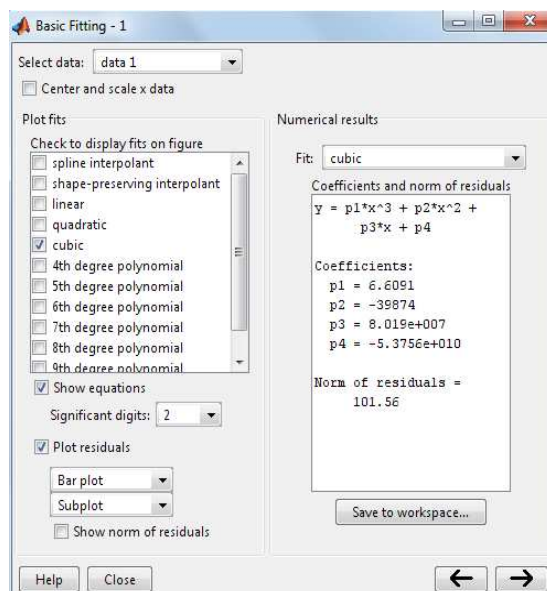 Basic Fitting - 1
Select data: data 1
Center and scale x data
Plot fits
Check to display fits on figure
spline interpolant
shape-preserving interpolant
linear
quadratic
cubic
4th degree polynomial
5th degree polynomial
6th degree polynomial
7th degree polynomial
8th degree polynomial
9th degree polynomial
Show equations
Significant digits: 2
Plot residuals
Bar plot
Subplot
Show norm of residuals
Numerical results
Fit: cubic
Coefficients and norm of residuals
y = p1*x^3 + p2*x^2 +
p3*x + p4
Coefficients:
p1 = 6.6091
p2 = -39874
p3 = 8.019e+007
p4 = -5.3756e+010
Norm of residuals =
101.56
Save to workspace...
Help Close